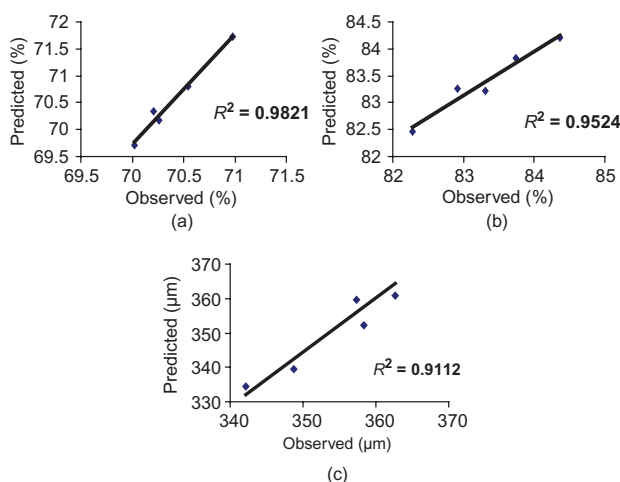 72
71.5
71
70.5
70
69.5
Predicted (%)
R² = 0.9821
69.5 70 70.5 71 71.5
Observed (%)
(a)
84.5
84
83.5
83
82.5
82
Predicted (%)
R² = 0.9524
82 83 84 85
Observed (%)
(b)
370
360
350
340
330
Predicted (µm)
R² = 0.9112
340 350 360 370
Observed (µm)
(c)